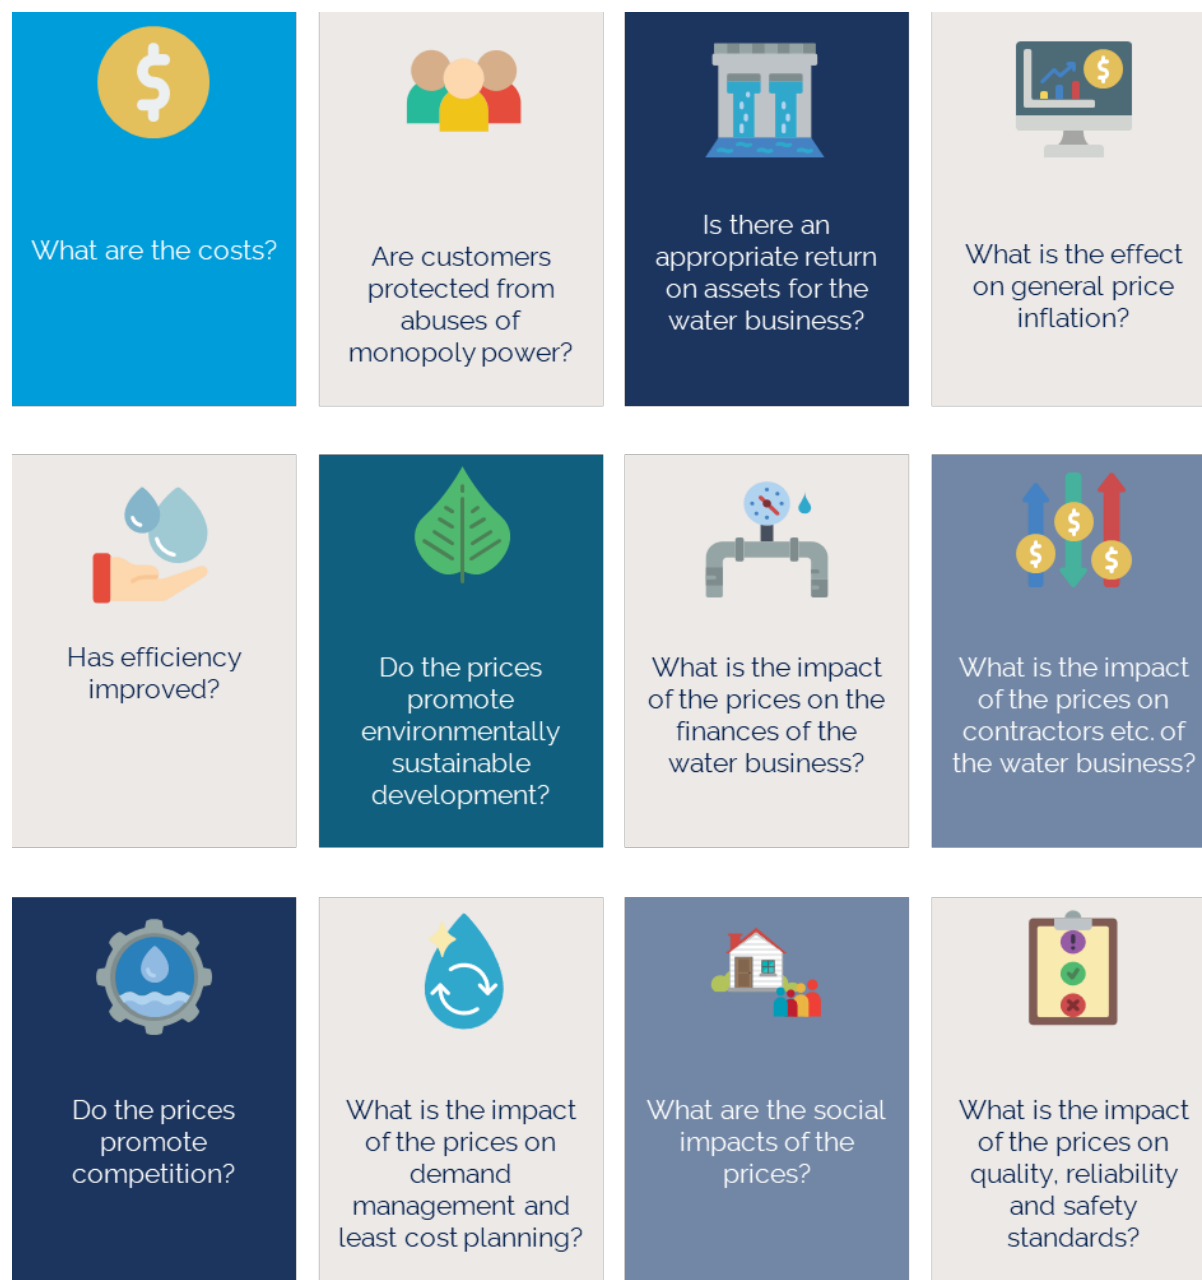 What are the costs?
Are customers
protected from
abuses of
monopoly power?
Is there an
appropriate return
on assets for the
water business?
What is the effect
on general price
inflation?
Has efficiency
improved?
Do the prices
promote
environmentally
sustainable
development?
What is the impact
of the prices on the
finances of the
water business?
What is the impact
of the prices on
contractors etc. of
the water business?
Do the prices
promote
competition?
What is the impact
of the prices on
demand
management and
least cost planning?
What are the social
impacts of the
prices?
What is the impact
of the prices on
quality, reliability
and safety
standards?